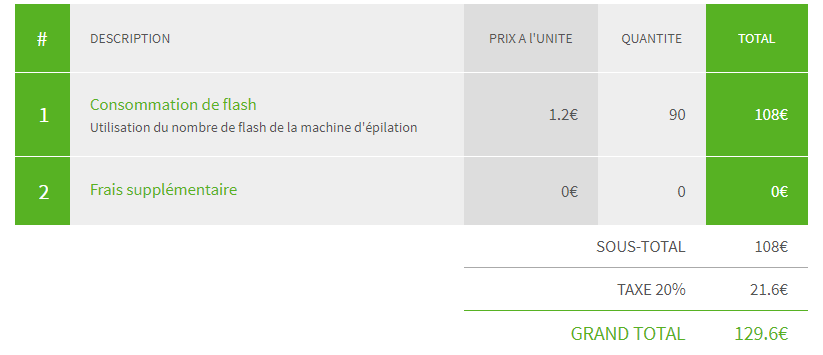 # DESCRIPTION PRIX A l'UNITE QUANTITE TOTAL
1 Consommation de flash 1.2€ 90 108€
Utilisation du nombre de flash de la machine d'épilation
2 Frais supplémentaire 0€ 0 0€
SOUS-TOTAL 108€
TAXE 20% 21.6€
GRAND TOTAL 129.6€